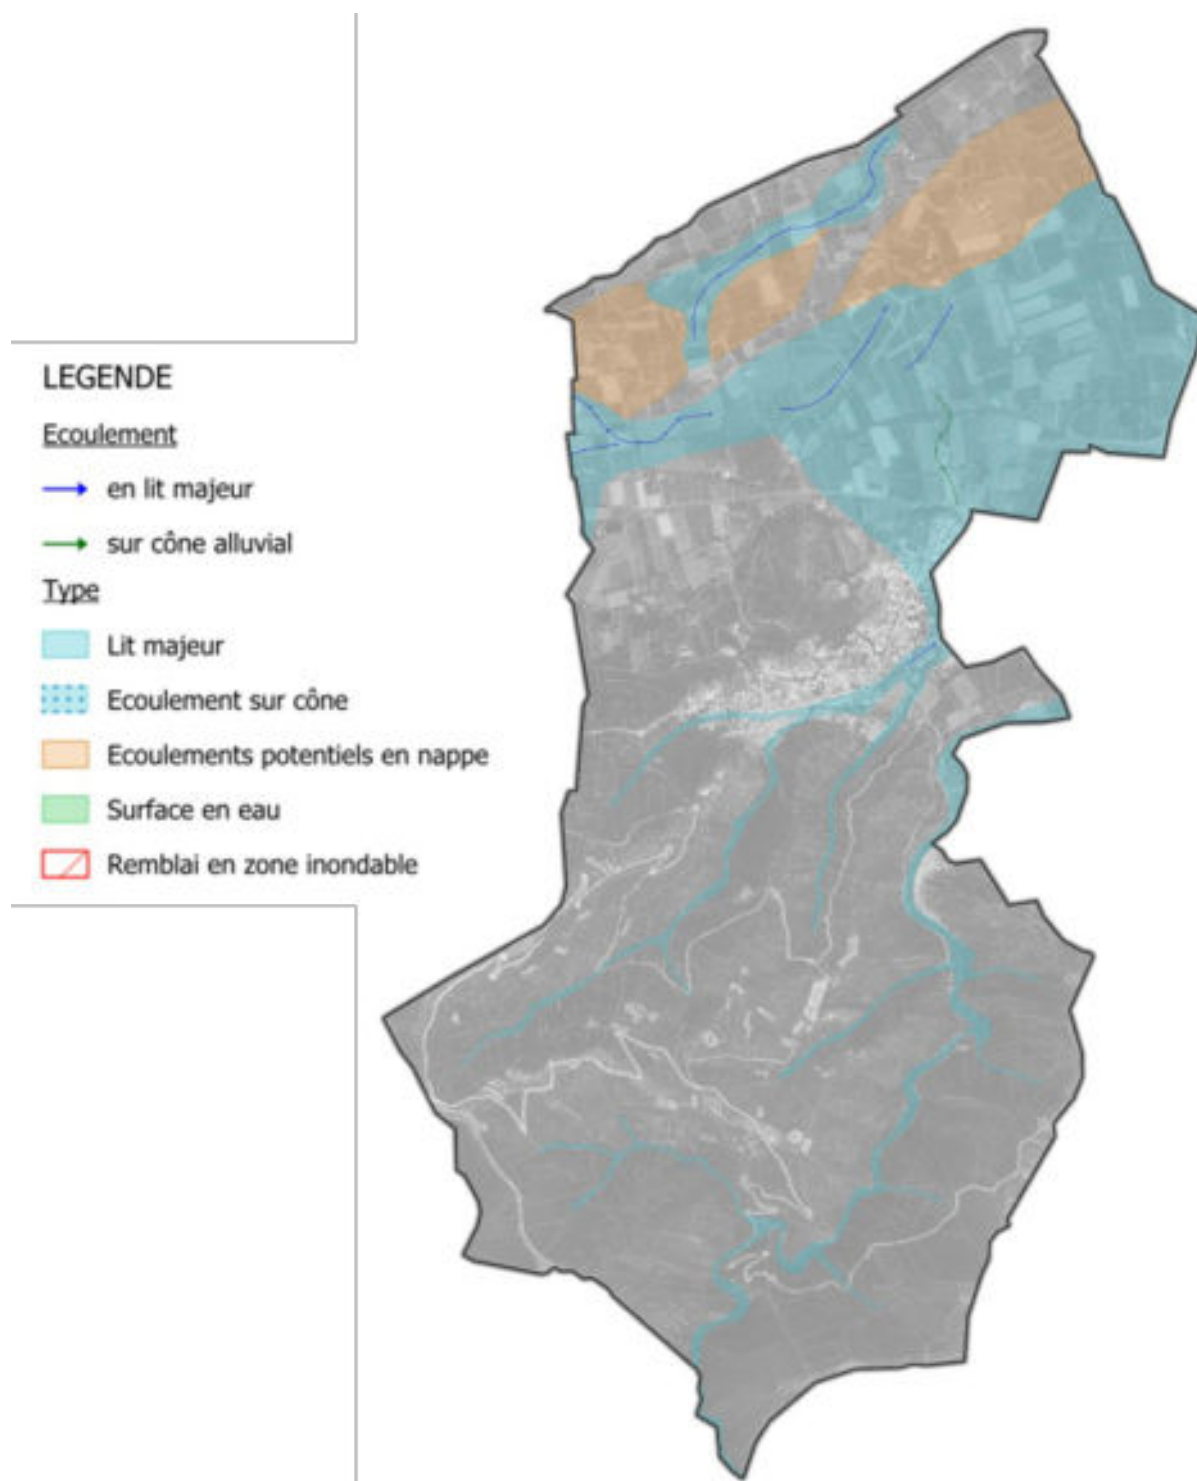 LEGENDE
Ecoulement
en lit majeur
sur cône alluvial
Type
Lit majeur
Ecoulement sur cône
Ecoulements potentiels en nappe
Surface en eau
Remblai en zone inondable